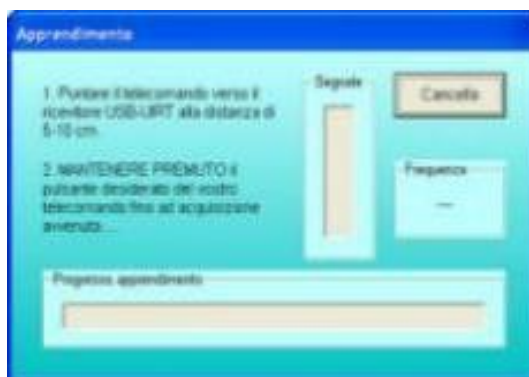 Apprendimento
1. Puntare il telecomando verso il
ricevitore USB-UIRT alla distanza di
5-10 cm.
2. MANTENERE PREMUTO il
pulsante desiderato del vostro
telecomando fino ad acquisizione
avvenuta....
Segnale
Cancella
Frequenza
---
Progresso apprendimento